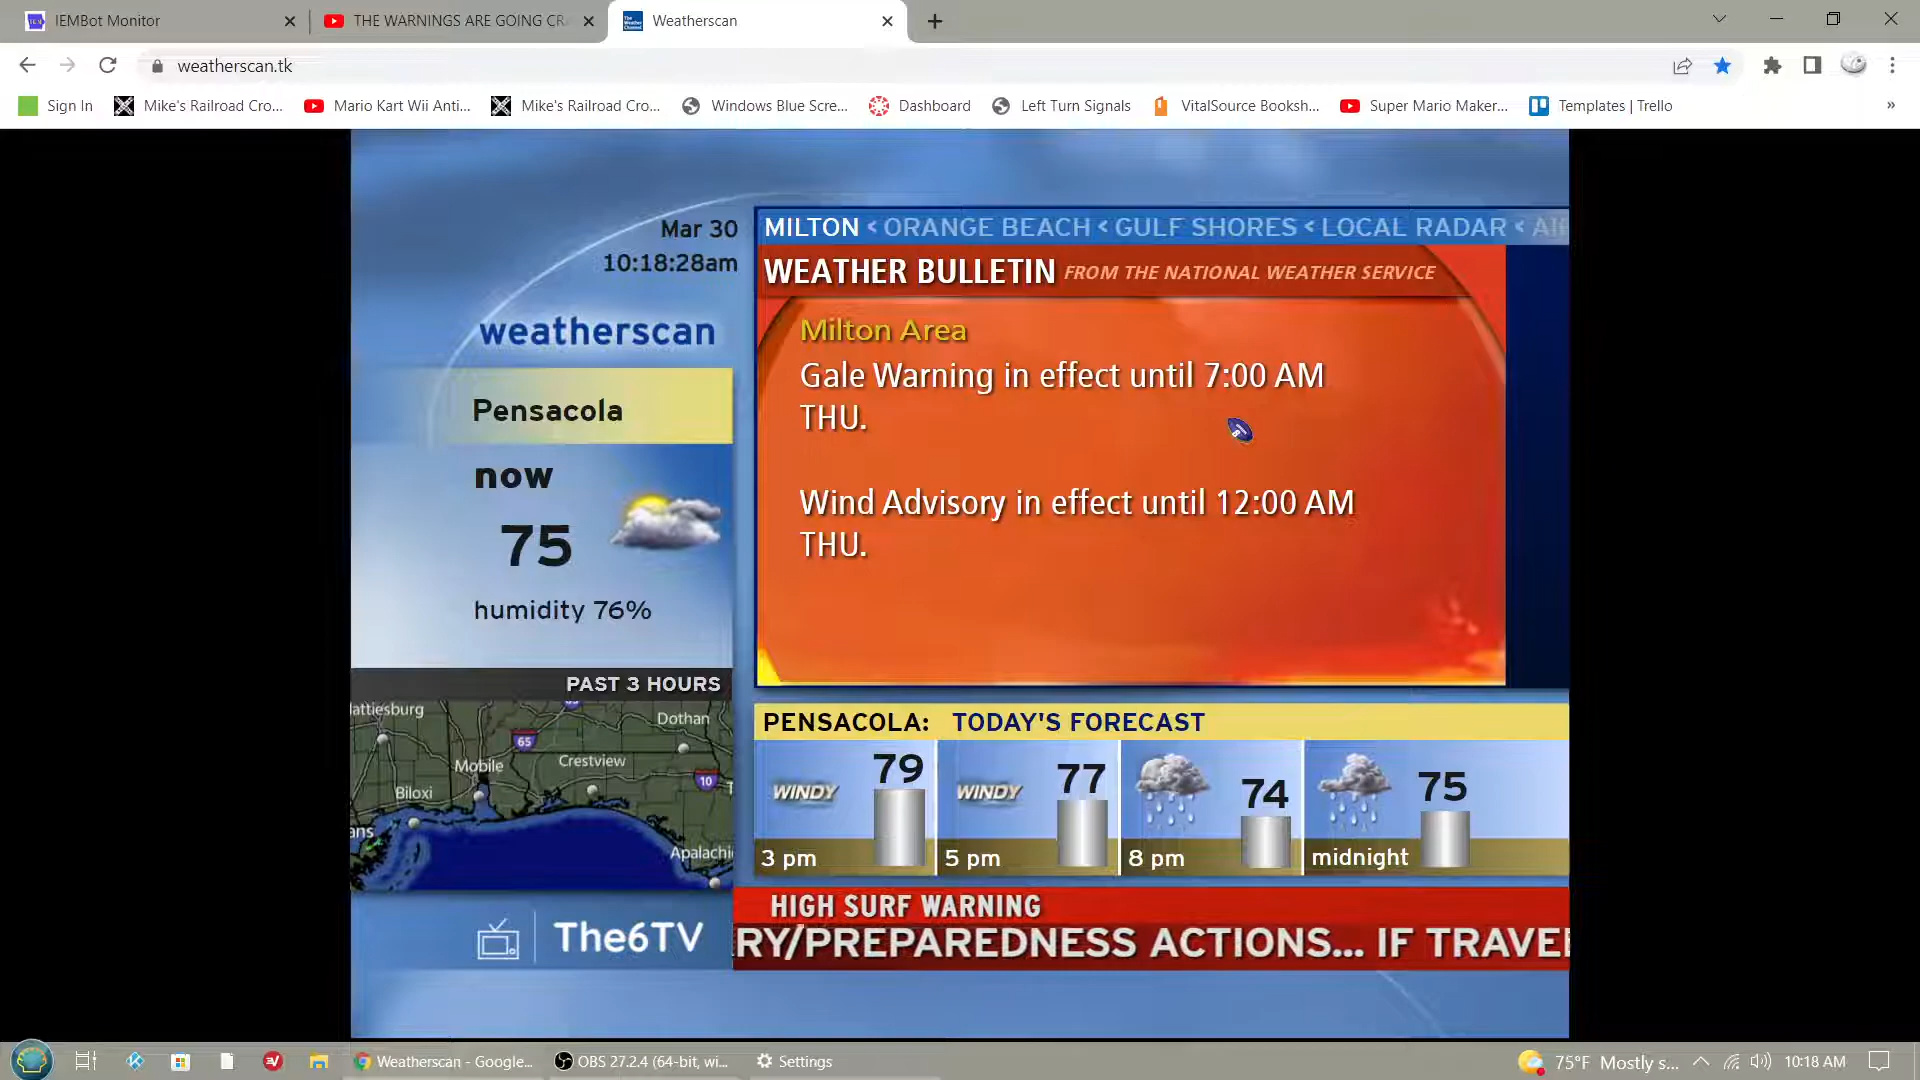 IEMBot Monitor
THE WARNINGS ARE GOING CR
Weatherscan
weatherscan.tk
Sign In
Mike's Railroad Cro...
Mario Kart Wii Anti...
Mike's Railroad Cro...
Windows Blue Scre...
Dashboard
Left Turn Signals
VitalSource Booksh...
Super Mario Maker...
Templates | Trello
»
Mar 30
10:18:28am
weatherscan
Pensacola
now
75
humidity 76%
PAST 3 HOURS
attiesburg
Dothan
65
Mobile
Crestview
10
Biloxi
ans
Apalachi
The6TV
MILTON < ORANGE BEACH < GULF SHORES < LOCAL RADAR < AI
WEATHER BULLETIN FROM THE NATIONAL WEATHER SERVICE
Milton Area
Gale Warning in effect until 7:00 AM
THU.
Wind Advisory in effect until 12:00 AM
THU.
PENSACOLA: TODAY'S FORECAST
WINDY
79
3 pm
WINDY
77
5 pm
74
8 pm
75
midnight
HIGH SURF WARNING
RY/PREPAREDNESS ACTIONS... IF TRAVE
Weatherscan - Google...
OBS 27.2.4 (64-bit, wi...
Settings
75°F Mostly s...
10:18 AM